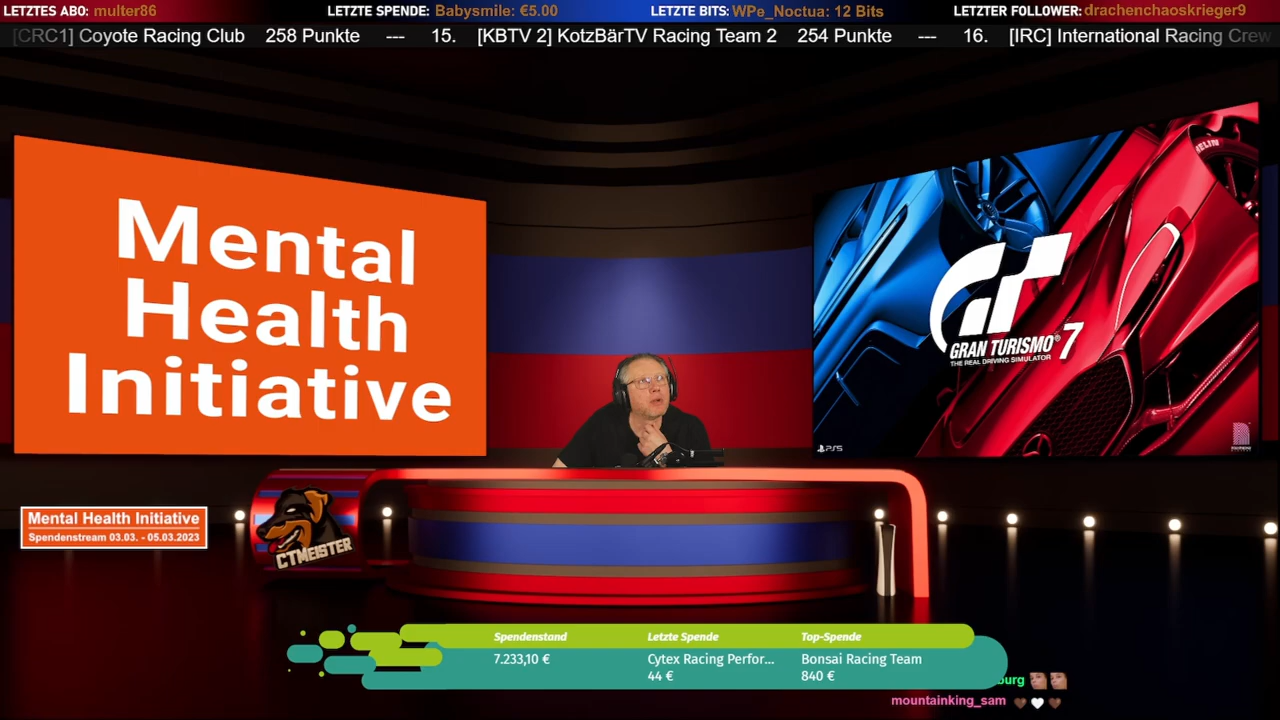 LETZTES ABO: multer86
LETZTE SPENDE: Babysmile: €5.00
LETZTE BITS: WPe_Noctua: 12 Bits
LETZTER FOLLOWER: drachenchaoskrieger9
[CRC1] Coyote Racing Club 258 Punkte --- 15. [KBTV 2] KotzBärTV Racing Team 2 254 Punkte --- 16. [IRC] International Racing Crew
Mental
Health
Initiative
GRAN TURISMO® 7
THE REAL DRIVING SIMULATOR
PS5
Mental Health Initiative
Spendenstream 03.03. - 05.03.2023
CTMEISTER
Spendenstand Letzte Spende Top-Spende
7.233,10 € Cytex Racing Perfor... Bonsai Racing Team
44 € 840 €
burg
mountainking_sam